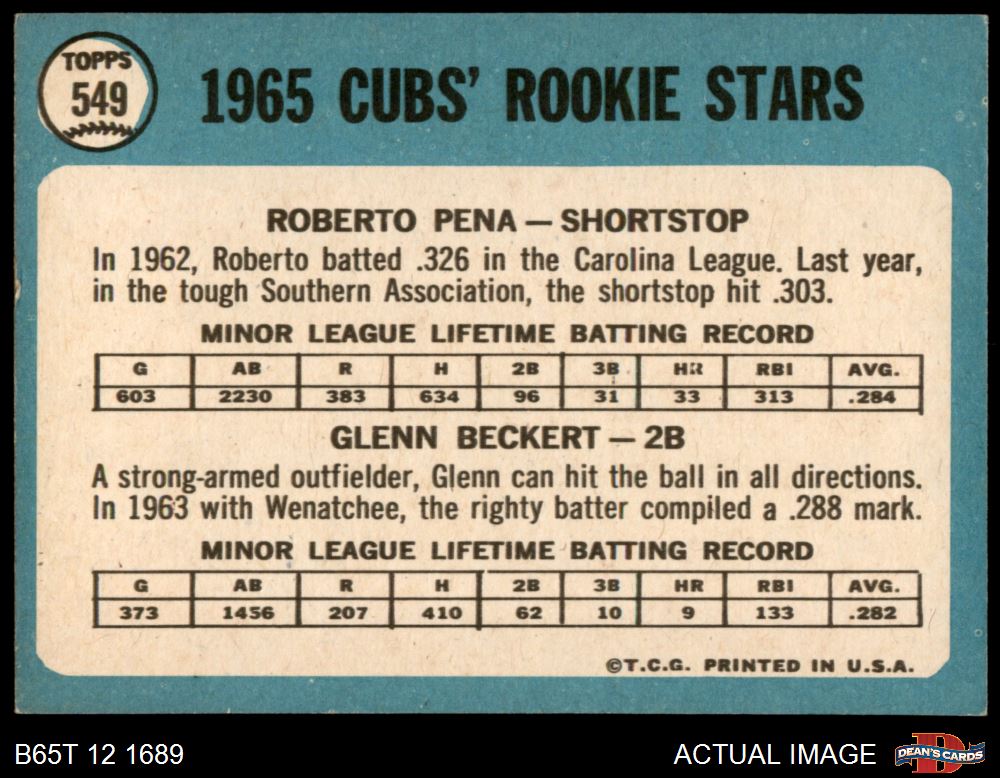 TOPPS
549
1965 CUBS' ROOKIE STARS
ROBERTO PENA — SHORTSTOP
In 1962, Roberto batted .326 in the Carolina League. Last year,
in the tough Southern Association, the shortstop hit .303.
MINOR LEAGUE LIFETIME BATTING RECORD
G AB R H 2B 3B HR RBI AVG.
603 2230 383 634 96 31 33 313 .284
GLENN BECKERT — 2B
A strong-armed outfielder, Glenn can hit the ball in all directions.
In 1963 with Wenatchee, the righty batter compiled a .288 mark.
MINOR LEAGUE LIFETIME BATTING RECORD
G AB R H 2B 3B HR RBI AVG.
373 1456 207 410 62 10 9 133 .282
©T.C.G. PRINTED IN U.S.A.
B65T 12 1689
ACTUAL IMAGE
D
DEAN'S CARDS